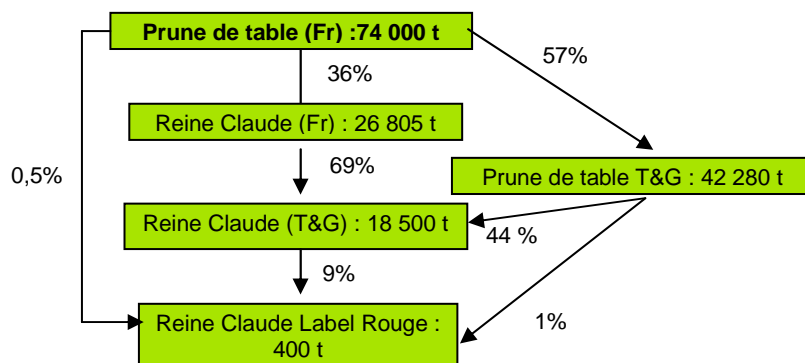 Prune de table (Fr) :74 000 t
57%
36%
Reine Claude (Fr) : 26 805 t
0,5%
69%
Prune de table T&G : 42 280 t
Reine Claude (T&G) : 18 500 t
44 %
9%
Reine Claude Label Rouge :
400 t
1%